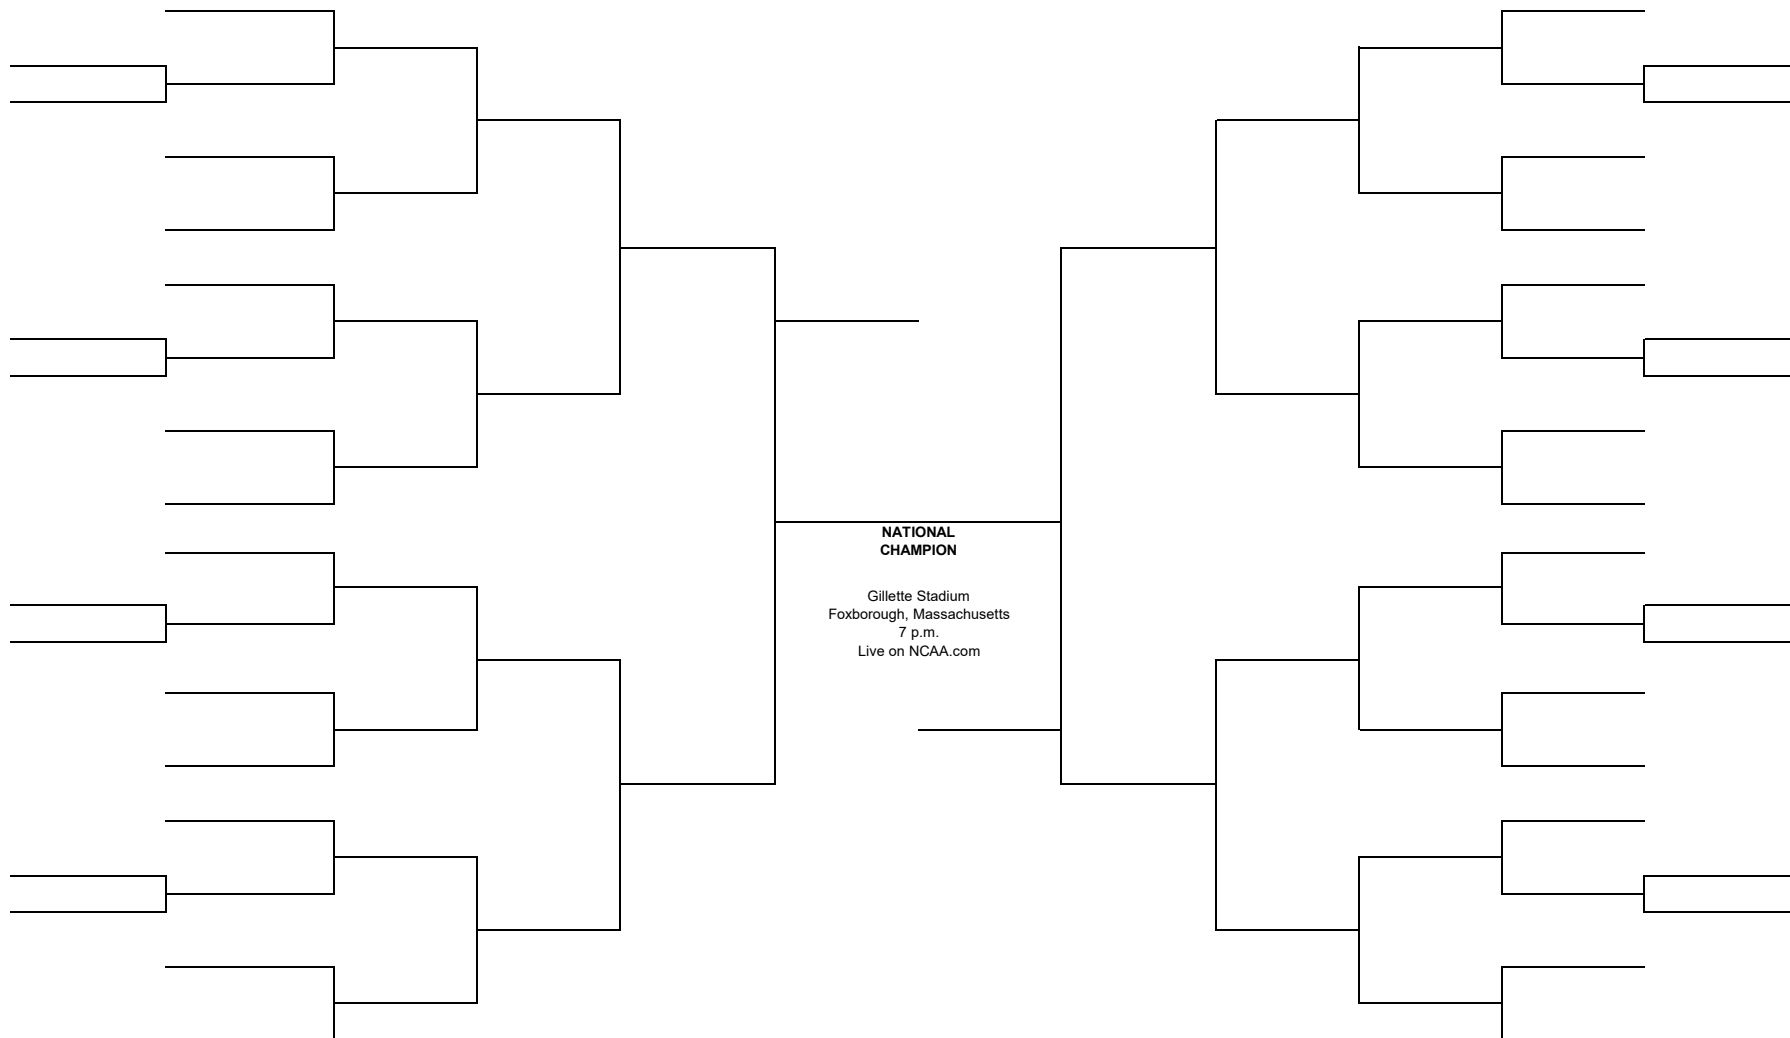 NATIONAL
CHAMPION
Gillette Stadium
Foxborough, Massachusetts
7 p.m.
Live on NCAA.com